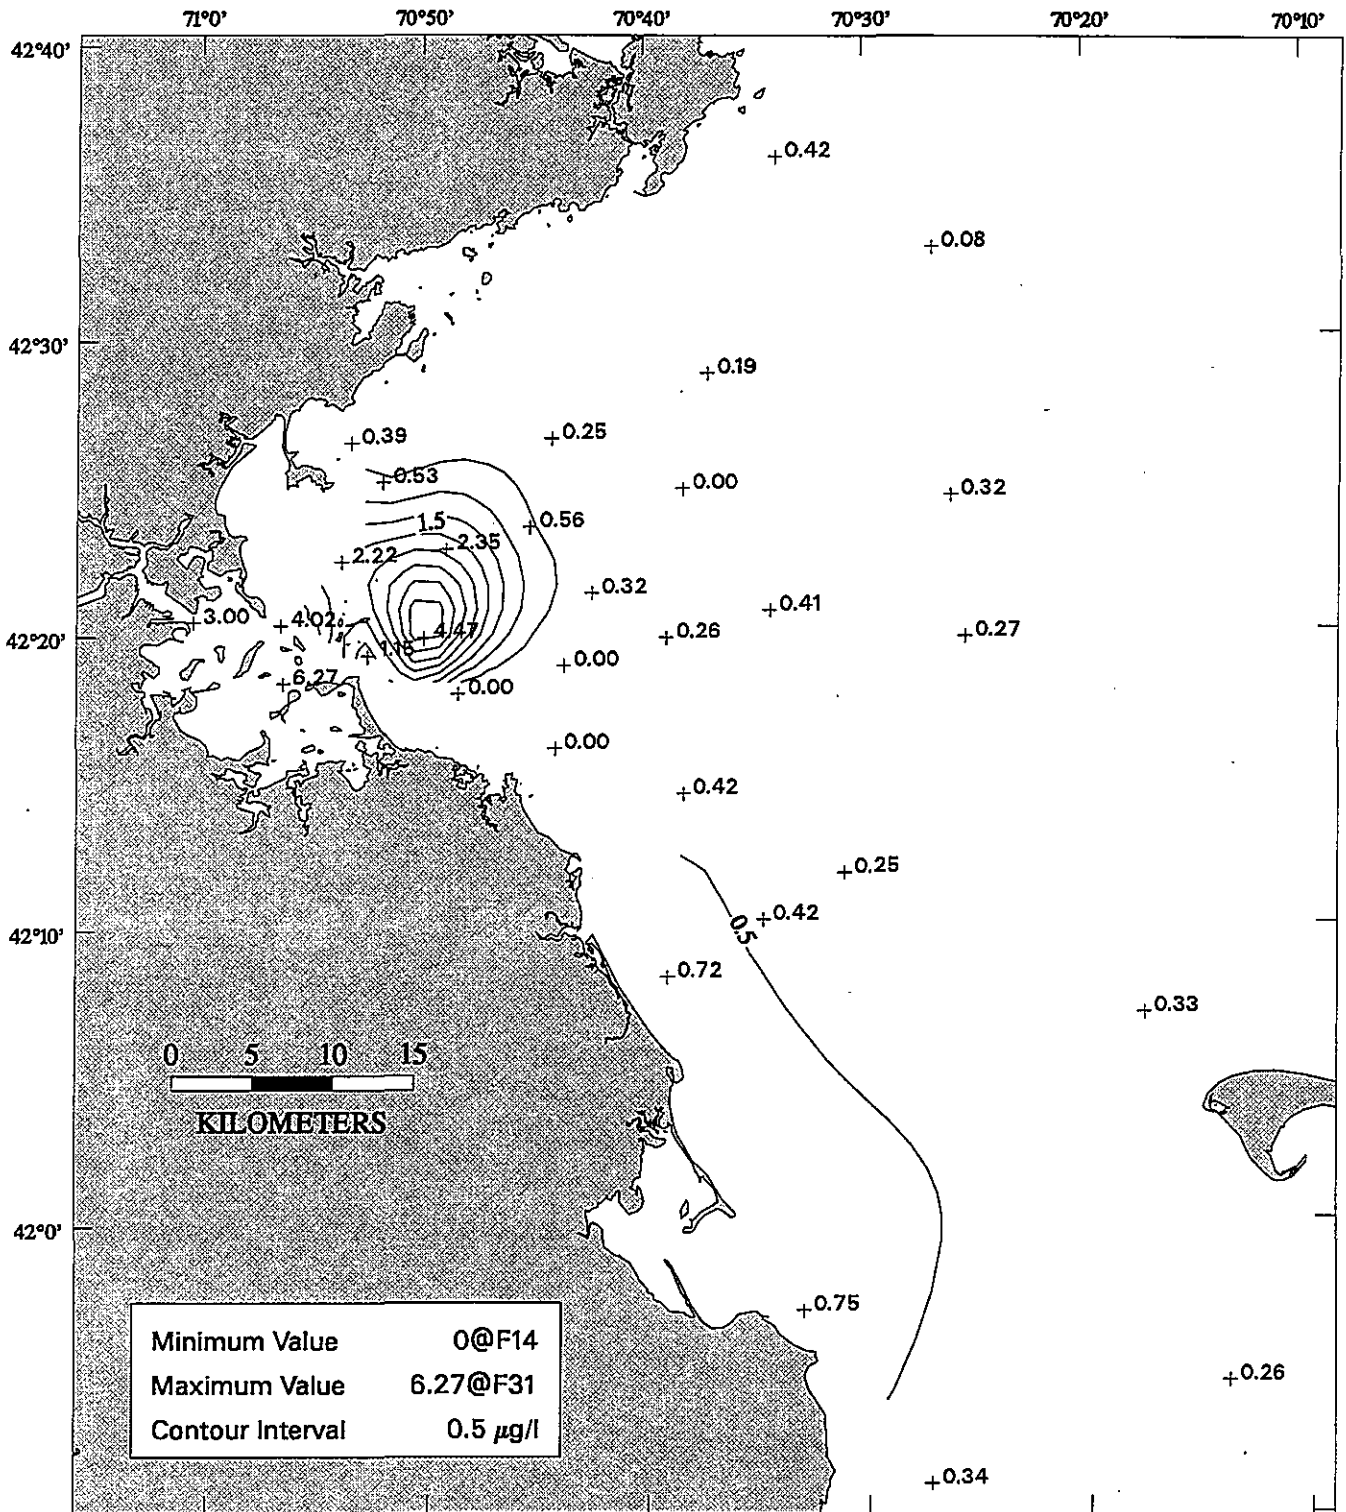 71°0' 70°50' 70°40' 70°30' 70°20' 70°10'
42°40'
+0.42
+0.08
42°30'
+0.19
+0.39 +0.25
+0.53 +0.00 +0.32
1.5 +0.56
+2.22 +2.35
+0.32 +0.41
+3.00 +4.02 +4.47 +0.26 +0.27
42°20'
+1.15 +0.00
+6.27 +0.00
+0.00
+0.42
+0.25
0.5 +0.42
42°10'
+0.72
+0.33
0 5 10 15
KILOMETERS
42°0'
+0.75
Minimum Value 0@F14
Maximum Value 6.27@F31
+0.26
Contour Interval 0.5 µg/l
+0.34